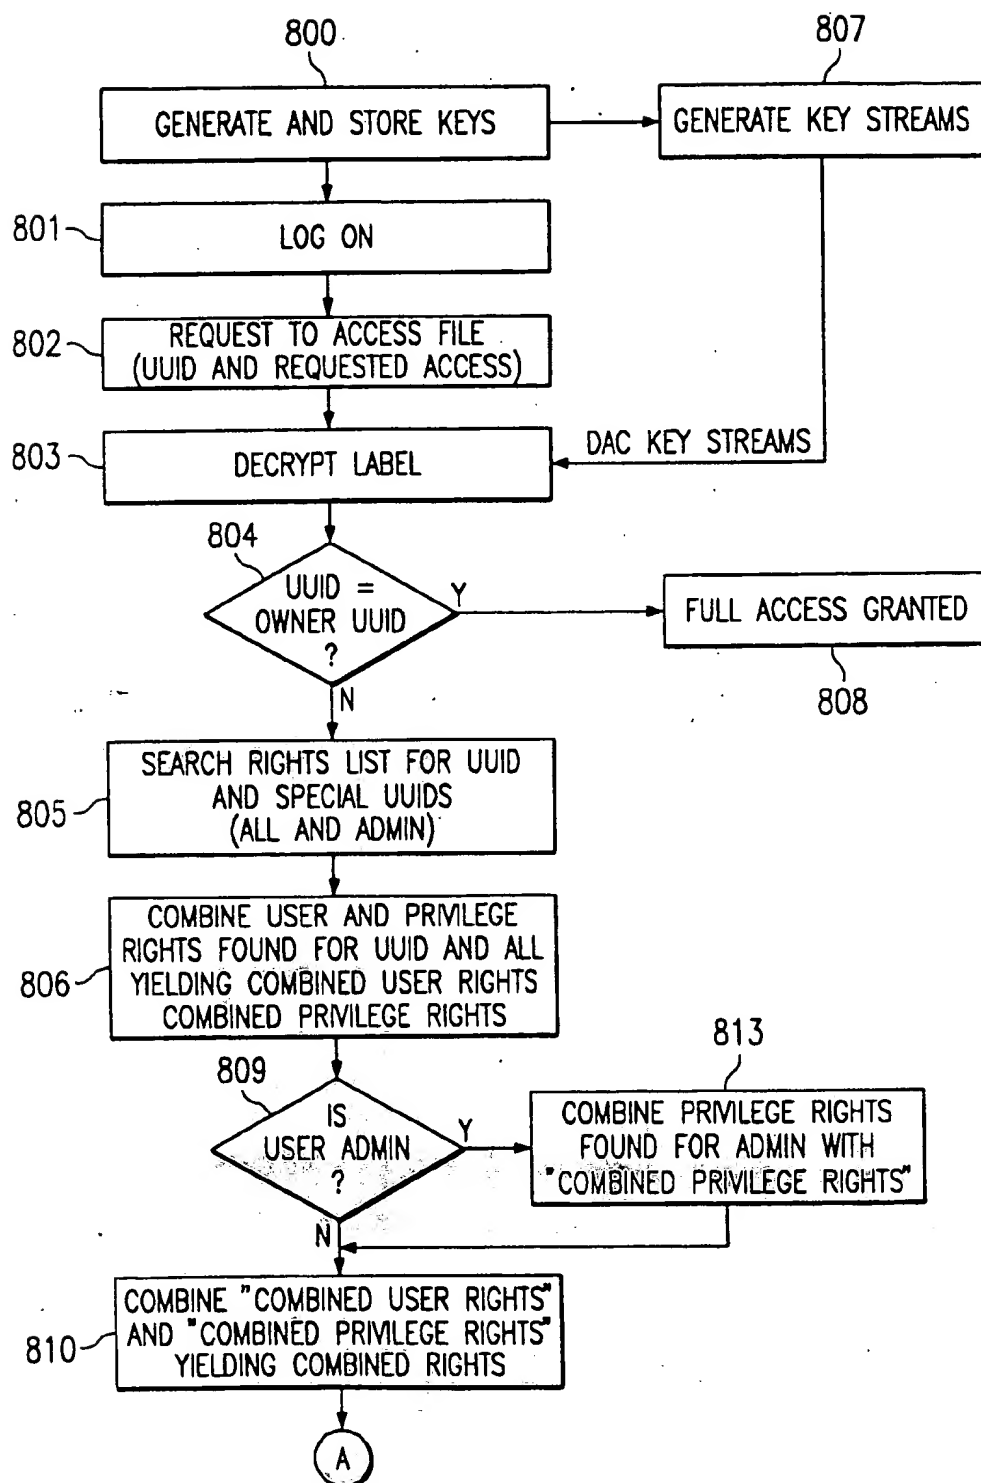 800
807
GENERATE AND STORE KEYS
GENERATE KEY STREAMS
801
LOG ON
802
REQUEST TO ACCESS FILE
(UUID AND REQUESTED ACCESS)
803
DECRYPT LABEL
DAC KEY STREAMS
804
UUID =
OWNER UUID
?
Y
N
FULL ACCESS GRANTED
808
805
SEARCH RIGHTS LIST FOR UUID
AND SPECIAL UUIDS
(ALL AND ADMIN)
806
COMBINE USER AND PRIVILEGE
RIGHTS FOUND FOR UUID AND ALL
YIELDING COMBINED USER RIGHTS
COMBINED PRIVILEGE RIGHTS
809
IS
USER ADMIN
?
Y
N
813
COMBINE PRIVILEGE RIGHTS
FOUND FOR ADMIN WITH
"COMBINED PRIVILEGE RIGHTS"
810
COMBINE "COMBINED USER RIGHTS"
AND "COMBINED PRIVILEGE RIGHTS"
YIELDING COMBINED RIGHTS
A